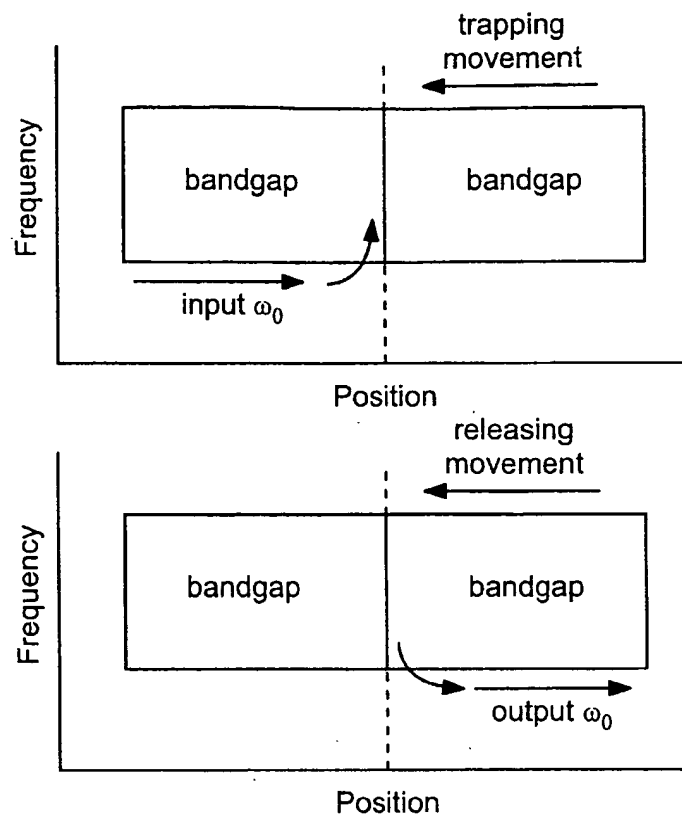 trapping
movement
Frequency
bandgap
bandgap
input ω₀
Position
releasing
movement
Frequency
bandgap
bandgap
output ω₀
Position